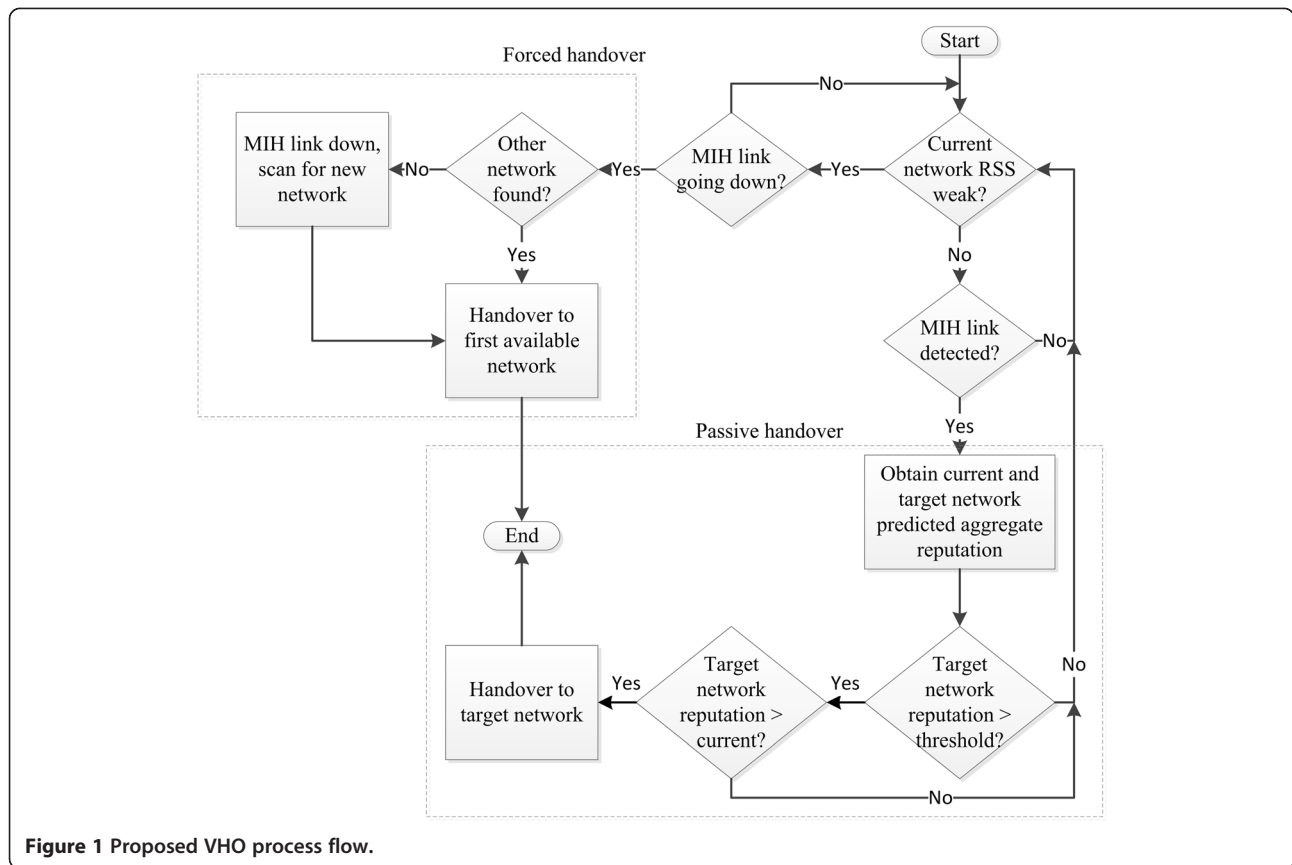 Start
Forced handover
No
MIH link down,
scan for new
network
No
Other
network
found?
Yes
MIH link
going down?
Yes
Current
network RSS
weak?
Yes
No
Handover to
first available
network
MIH link
detected?
No
Yes
Passive handover
Obtain current and
target network
predicted aggregate
reputation
End
Handover to
target network
Yes
Target
network
reputation >
current?
Yes
Target
network
reputation >
threshold?
No
No
Figure 1 Proposed VHO process flow.